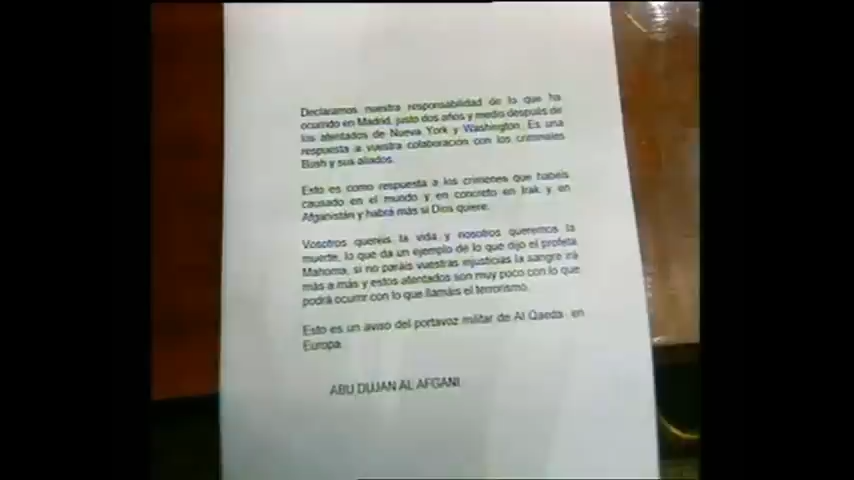 Declaramos nuestra responsabilidad de lo que ha
ocurrido en Madrid, justo dos años y medio después de
los atentados de Nueva York y Washington. Es una
respuesta a vuestra colaboración con los criminales
Bush y sus aliados.
Esto es como respuesta a los crímenes que habeis
causado en el mundo y en concreto en Irak y en
Afganistán y habrá más si Dios quiere.
Vosotros queréis la vida y nosotros queremos la
muerte, lo que da un ejemplo de lo que dijo el profeta
Mahoma, si no paráis vuestras injusticias la sangre irá
más a más y estos atentados son muy poco con lo que
podrá ocurrir con lo que llamáis el terrorismo.
Esto es un aviso del portavoz militar de Al Qaeda en
Europa.
ABU DUJAN AL AFGANI